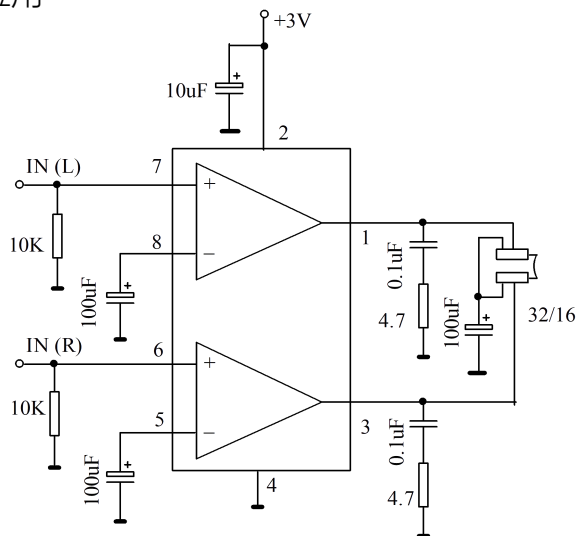 +3V
10uF
2
IN (L)
7
+
10K
8
−
100uF
1
0.1uF
4.7
100uF
32/16
IN (R)
6
+
10K
5
−
100uF
3
0.1uF
4.7
4